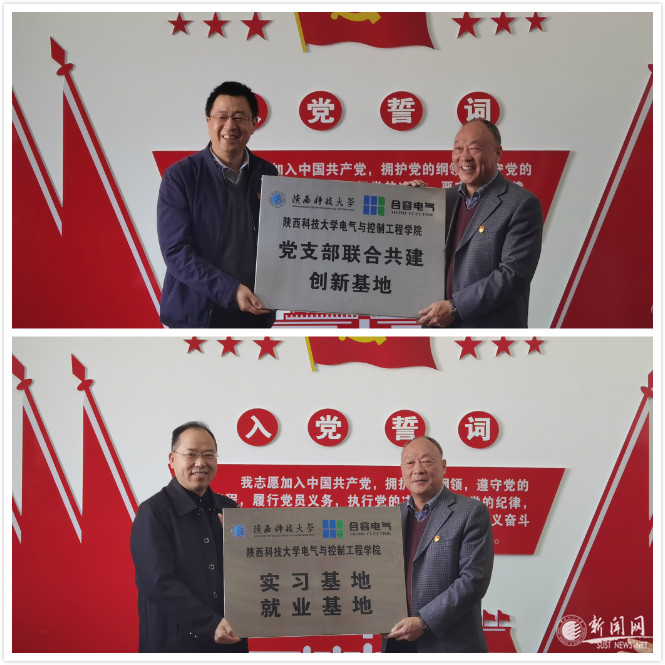 党 誓 词
加入中国共产党，拥护党的纲领
守党的
陕西科技大学
合容电气
陕西科技大学电气与控制工程学院
党支部联合共建
创新基地
入 党 誓 词
我志愿加入中国共产党，拥护
纲领，遵守党的
程，履行党员义务，执行党的
党的纪律，
义奋斗
陕西科技大学
合容电气
陕西科技大学电气与控制工程学院
实习基地
就业基地
新闻网
SUST NEWS.NET